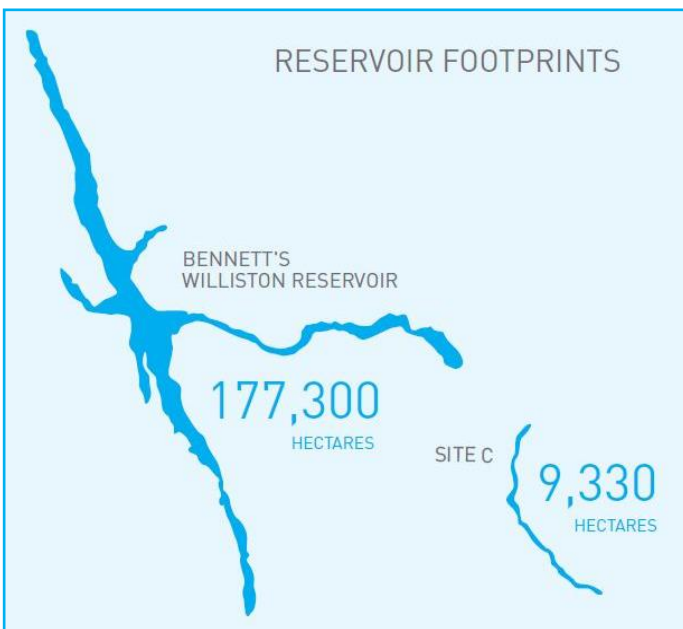 RESERVOIR FOOTPRINTS
BENNETT'S
WILLISTON RESERVOIR
177,300
HECTARES
SITE C
9,330
HECTARES